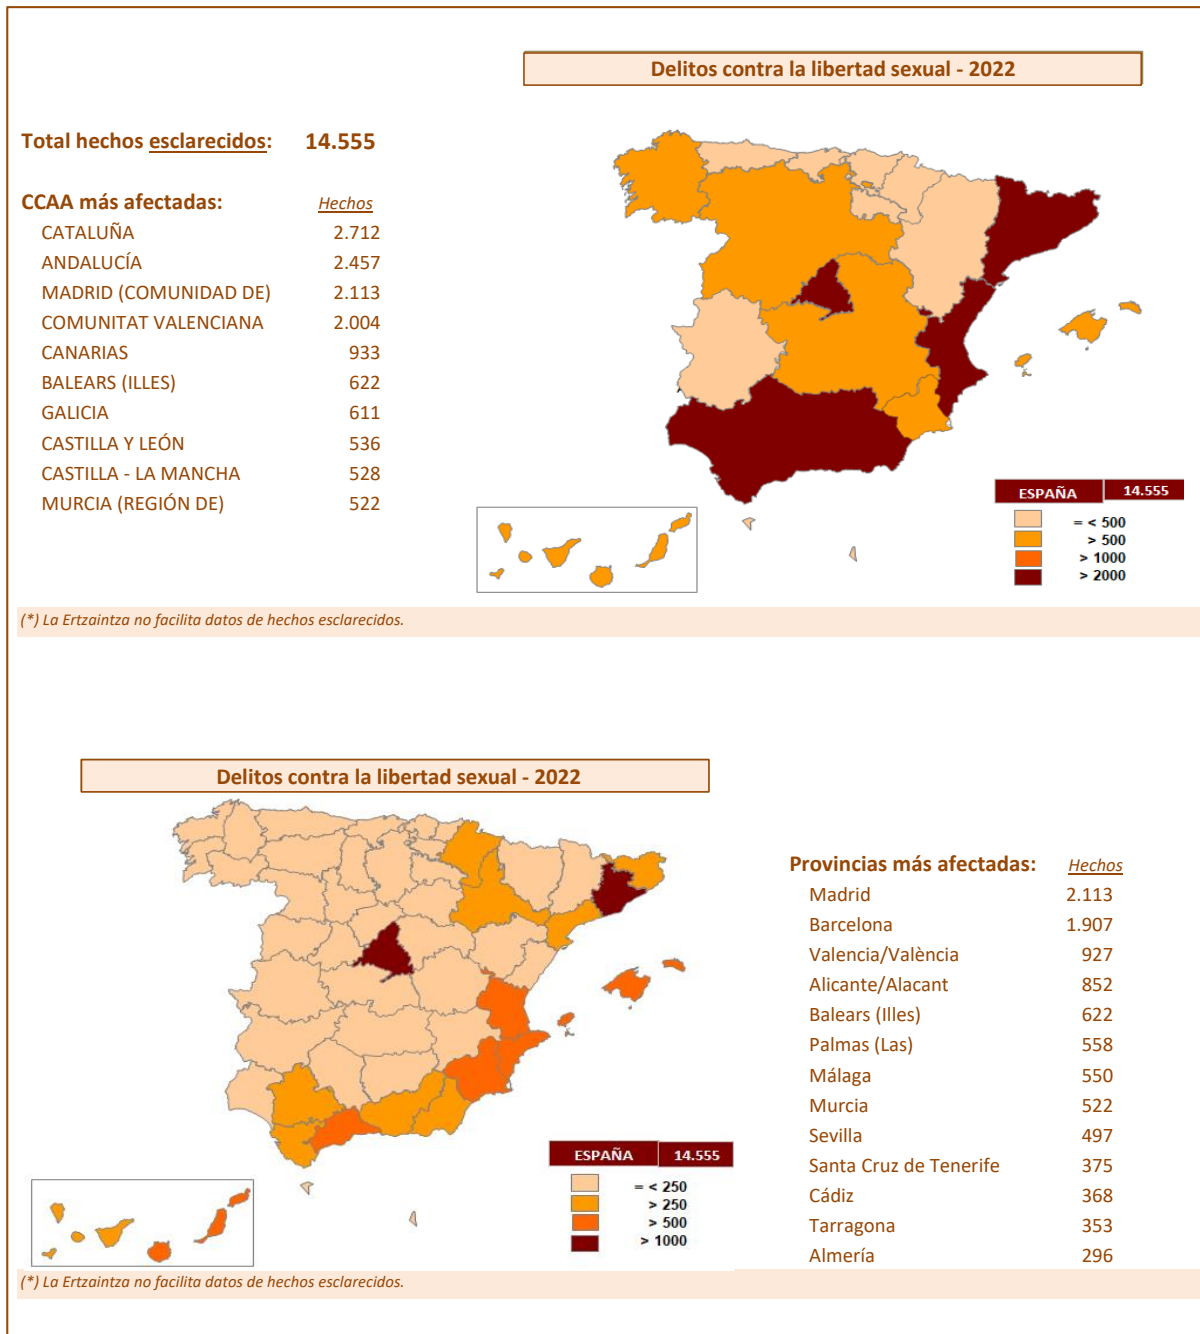 Delitos contra la libertad sexual - 2022
Total hechos esclarecidos: 14.555
CCAA más afectadas: Hechos
CATALUÑA 2.712
ANDALUCÍA 2.457
MADRID (COMUNIDAD DE) 2.113
COMUNITAT VALENCIANA 2.004
CANARIAS 933
BALEARS (ILLES) 622
GALICIA 611
CASTILLA Y LEÓN 536
CASTILLA - LA MANCHA 528
MURCIA (REGIÓN DE) 522
ESPAÑA 14.555
= < 500
> 500
> 1000
> 2000
(*) La Ertzaintza no facilita datos de hechos esclarecidos.
Delitos contra la libertad sexual - 2022
Provincias más afectadas: Hechos
Madrid 2.113
Barcelona 1.907
Valencia/València 927
Alicante/Alacant 852
Balears (Illes) 622
Palmas (Las) 558
Málaga 550
Murcia 522
Sevilla 497
Santa Cruz de Tenerife 375
Cádiz 368
Tarragona 353
Almería 296
ESPAÑA 14.555
= < 250
> 250
> 500
> 1000
(*) La Ertzaintza no facilita datos de hechos esclarecidos.